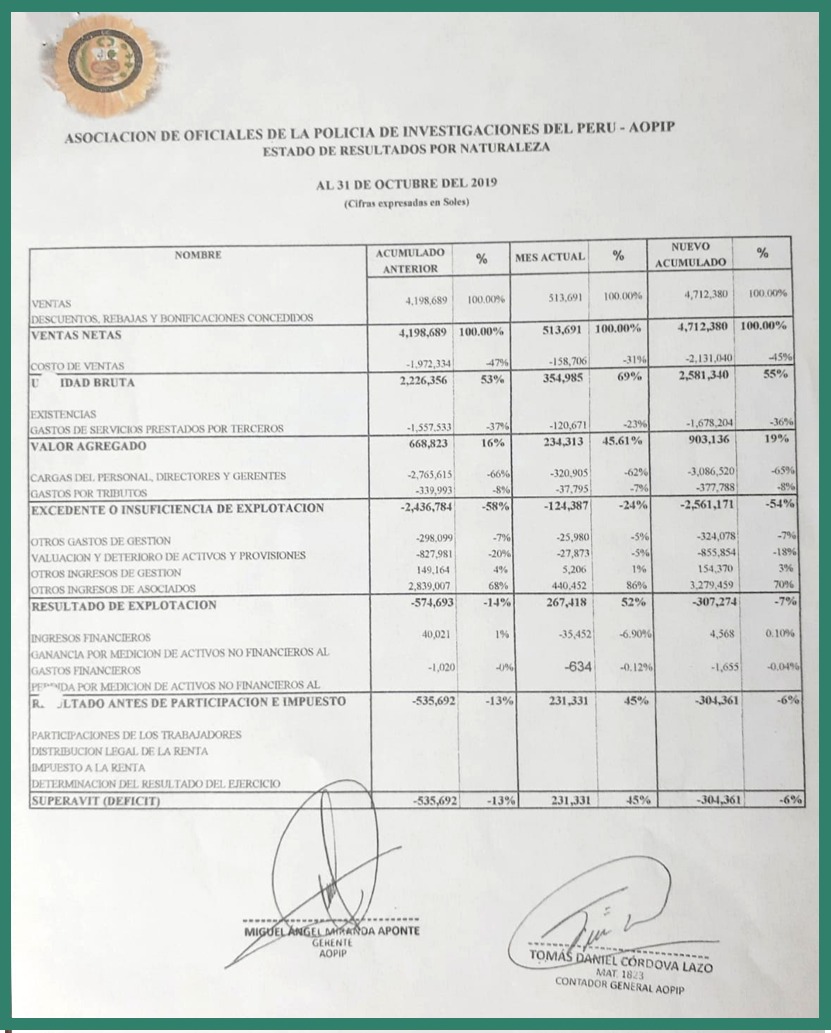 ASOCIACION DE OFICIALES DE LA POLICIA DE INVESTIGACIONES DEL PERU - AOPIP
ESTADO DE RESULTADOS POR NATURALEZA
AL 31 DE OCTUBRE DEL 2019
(Cifras expresadas en Soles)
NOMBRE ACUMULADO ANTERIOR % MES ACTUAL % NUEVO ACUMULADO %
VENTAS 4,198,689 100.00% 513,691 100.00% 4,712,380 100.00%
DESCUENTOS, REBAJAS Y BONIFICACIONES CONCEDIDOS
VENTAS NETAS 4,198,689 100.00% 513,691 100.00% 4,712,380 100.00%
COSTO DE VENTAS -1,972,334 -47% -158,706 -31% -2,131,040 -45%
U IDAD BRUTA 2,226,356 53% 354,985 69% 2,581,340 55%
EXISTENCIAS
GASTOS DE SERVICIOS PRESTADOS POR TERCEROS -1,557,533 -37% -120,671 -23% -1,678,204 -36%
VALOR AGREGADO 668,823 16% 234,313 45.61% 903,136 19%
CARGAS DEL PERSONAL, DIRECTORES Y GERENTES -2,765,615 -66% -320,905 -62% -3,086,520 -65%
GASTOS POR TRIBUTOS -339,993 -8% -37,795 -7% -377,788 -8%
EXCEDENTE O INSUFICIENCIA DE EXPLOTACION -2,436,784 -58% -124,387 -24% -2,561,171 -54%
OTROS GASTOS DE GESTION -298,099 -7% -25,980 -5% -324,078 -7%
VALUACION Y DETERIORO DE ACTIVOS Y PROVISIONES -827,981 -20% -27,873 -5% -855,854 -18%
OTROS INGRESOS DE GESTION 149,164 4% 5,206 1% 154,370 3%
OTROS INGRESOS DE ASOCIADOS 2,839,007 68% 440,452 86% 3,279,459 70%
RESULTADO DE EXPLOTACION -574,693 -14% 267,418 52% -307,274 -7%
INGRESOS FINANCIEROS 40,021 1% -35,452 -6.90% 4,568 0.10%
GANANCIA POR MEDICION DE ACTIVOS NO FINANCIEROS AL
GASTOS FINANCIEROS -1,020 -0% -634 -0.12% -1,655 -0.04%
POR MEDICION DE ACTIVOS NO FINANCIEROS AL
R. ULTADO ANTES DE PARTICIPACION E IMPUESTO -535,692 -13% 231,331 45% -304,361 -6%
PARTICIPACIONES DE LOS TRABAJADORES
DISTRIBUCION LEGAL DE LA RENTA
IMPUESTO A LA RENTA
DETERMINACION DEL RESULTADO DEL EJERCICIO
SUPERAVIT (DEFICIT) -535,692 -13% 231,331 45% -304,361 -6%
MIGUEL ÁNGEL MIRANDA APONTE
GERENTE
AOPIP
TOMÁS DANIEL CÓRDOVA LAZO
MAT. 1823
CONTADOR GENERAL AOPIP